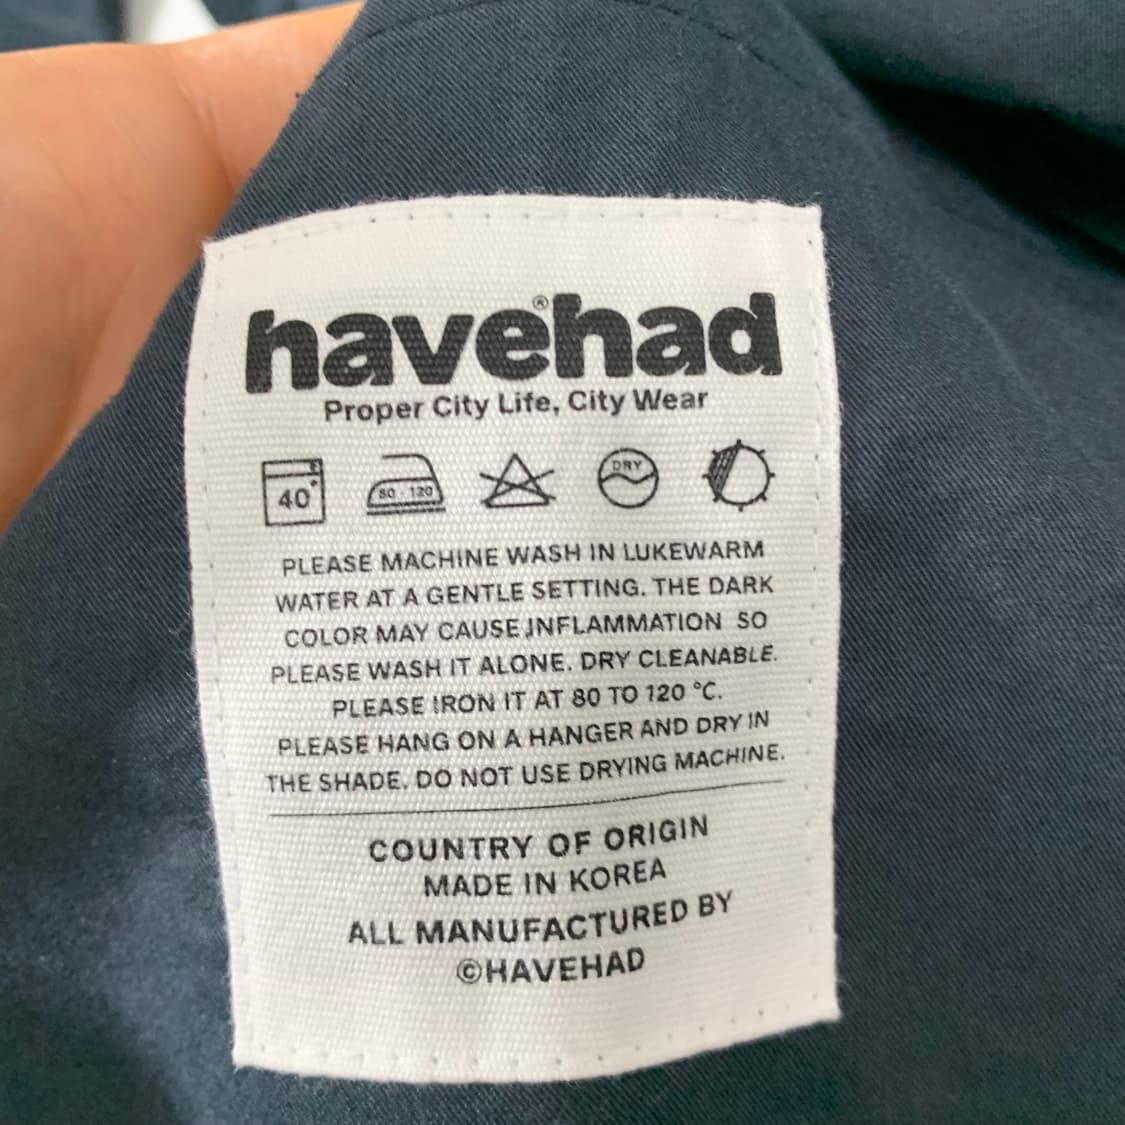 havehad®
Proper City Life, City Wear
40°
80 - 120
DRY
PLEASE MACHINE WASH IN LUKEWARM
WATER AT A GENTLE SETTING. THE DARK
COLOR MAY CAUSE INFLAMMATION SO
PLEASE WASH IT ALONE. DRY CLEANABLE.
PLEASE IRON IT AT 80 TO 120 °C.
PLEASE HANG ON A HANGER AND DRY IN
THE SHADE. DO NOT USE DRYING MACHINE.
COUNTRY OF ORIGIN
MADE IN KOREA
ALL MANUFACTURED BY
©HAVEHAD